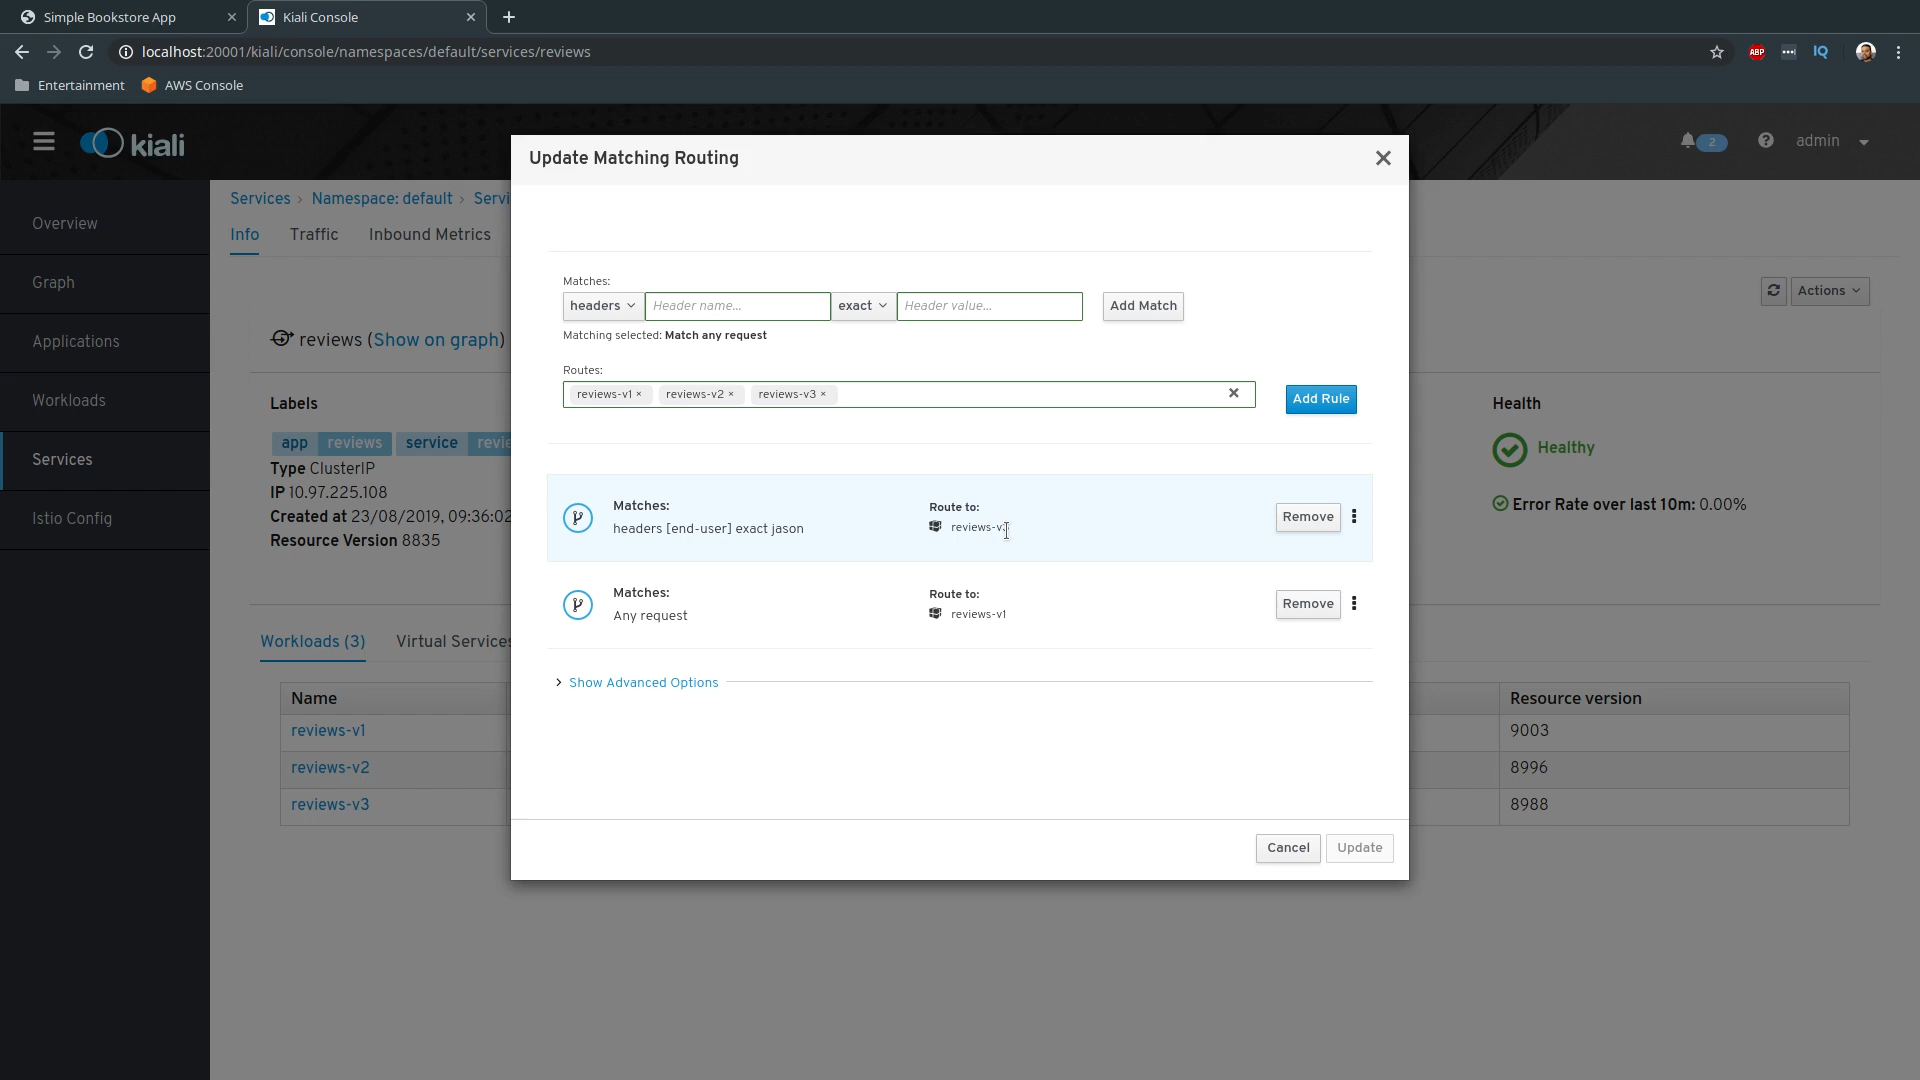 Simple Bookstore App
Kiali Console
localhost:20001/kiali/console/namespaces/default/services/reviews
ABP
IQ
Entertainment
AWS Console
kiali
2
admin
Update Matching Routing
Overview
Graph
Applications
Workloads
Services
Istio Config
Services > Namespace: default > Servi
Info Traffic Inbound Metrics
Actions
reviews (Show on graph)
Labels
app reviews service revie
Type ClusterIP
IP 10.97.225.108
Created at 23/08/2019, 09:36:02
Resource Version 8835
Health
Healthy
Error Rate over last 10m: 0.00%
Workloads (3) Virtual Services
Name
Resource version
reviews-v1
9003
reviews-v2
8996
reviews-v3
8988
Matches:
headers Header name... exact Header value... Add Match
Matching selected: Match any request
Routes:
reviews-v1 × reviews-v2 × reviews-v3 ×
Add Rule
Matches:
headers [end-user] exact jason
Route to:
Remove
Matches:
Any request
Route to:
reviews-v1
Remove
Show Advanced Options
Cancel Update